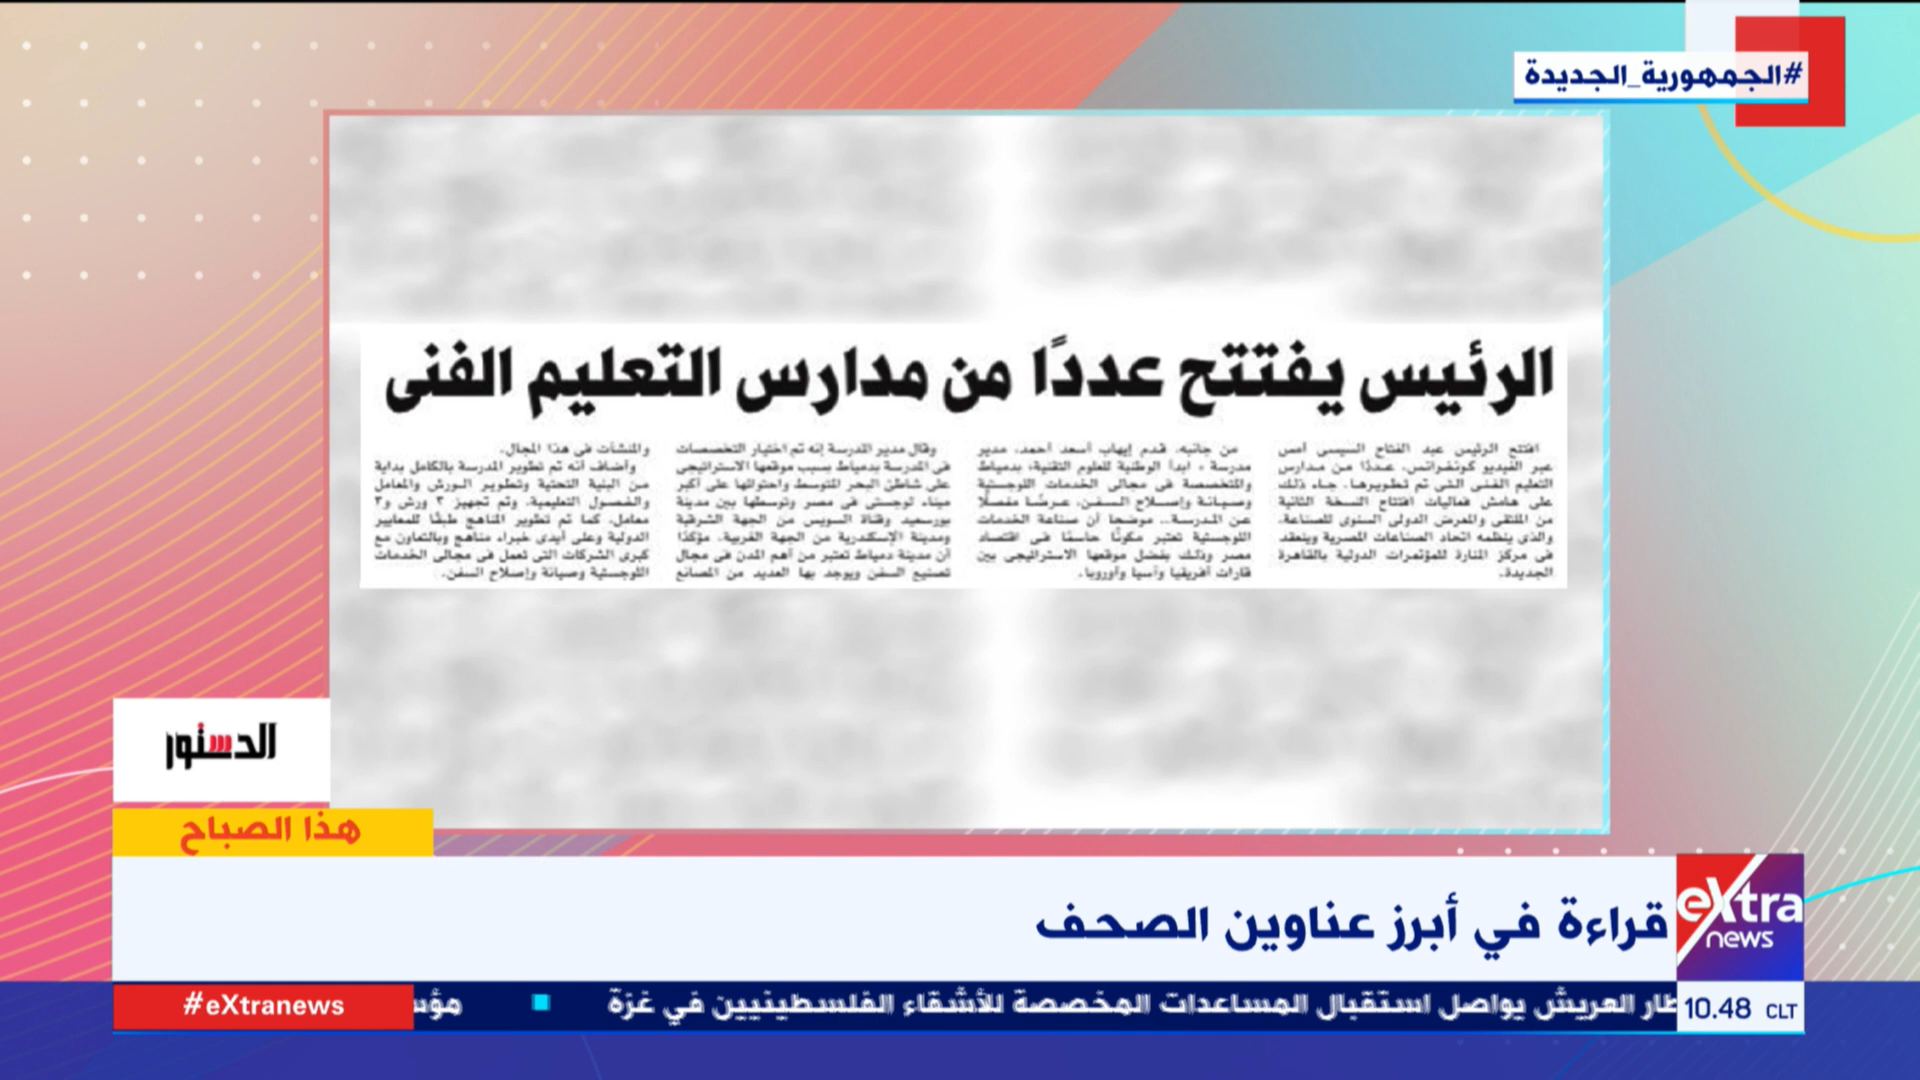 #الجمهورية_الجديدة
الرئيس يفتتح عددًا من مدارس التعليم الفنى
افتتح الرئيس عبد الفتاح السيسى أمس
عبر الفيديو كونفرانس، عددًا من مدارس
التعليم الفنى التى تم تطويرها، جاء ذلك
على هامش فعاليات افتتاح النسخة الثانية
من الملتقى والمعرض الدولى السنوى للصناعة،
والذى ينظمه اتحاد الصناعات المصرية وينعقد
فى مركز المنارة للمؤتمرات الدولية بالقاهرة
الجديدة.
من جانبه، قدم إيهاب أسعد أحمد، مدير
مدرسة « ابدأ الوطنية للعلوم التقنية» بدمياط
والمتخصصة فى مجالى الخدمات اللوجستية
وصيانة وإصلاح السفن، عرضًا مفصلًا
عن المدرسة.. موضحا أن صناعة الخدمات
اللوجستية تعتبر مكونًا حاسمًا فى اقتصاد
مصر وذلك بفضل موقعها الاستراتيجى بين
قارات أفريقيا وآسيا وأوروبا.
وقال مدير المدرسة إنه تم اختيار التخصصات
فى المدرسة بدمياط بسبب موقعها الاستراتيجى
على شاطئ البحر المتوسط واحتوائها على أكبر
ميناء لوجستى فى مصر وتوسطها بين مدينة
بورسعيد وقناة السويس من الجهة الشرقية
ومدينة الإسكندرية من الجهة الغربية، مؤكدًا
أن مدينة دمياط تعتبر من أهم المدن فى مجال
تصنيع السفن ويوجد بها العديد من المصانع
والمنشآت فى هذا المجال.
وأضاف أنه تم تطوير المدرسة بالكامل بداية
من البنية التحتية وتطوير الورش والمعامل
والفصول التعليمية، وتم تجهيز ٣ ورش و٣
معامل، كما تم تطوير المناهج طبقًا للمعايير
الدولية وعلى أيدى خبراء مناهج وبالتعاون مع
كبرى الشركات التى تعمل فى مجالى الخدمات
اللوجستية وصيانة وإصلاح السفن.
الدستور
هذا الصباح
قراءة في أبرز عناوين الصحف
eXtra
news
طار العريش يواصل استقبال المساعدات المخصصة للأشقاء الفلسطينيين في غزة ▪ مؤس
#eXtranews
10.48 CLT